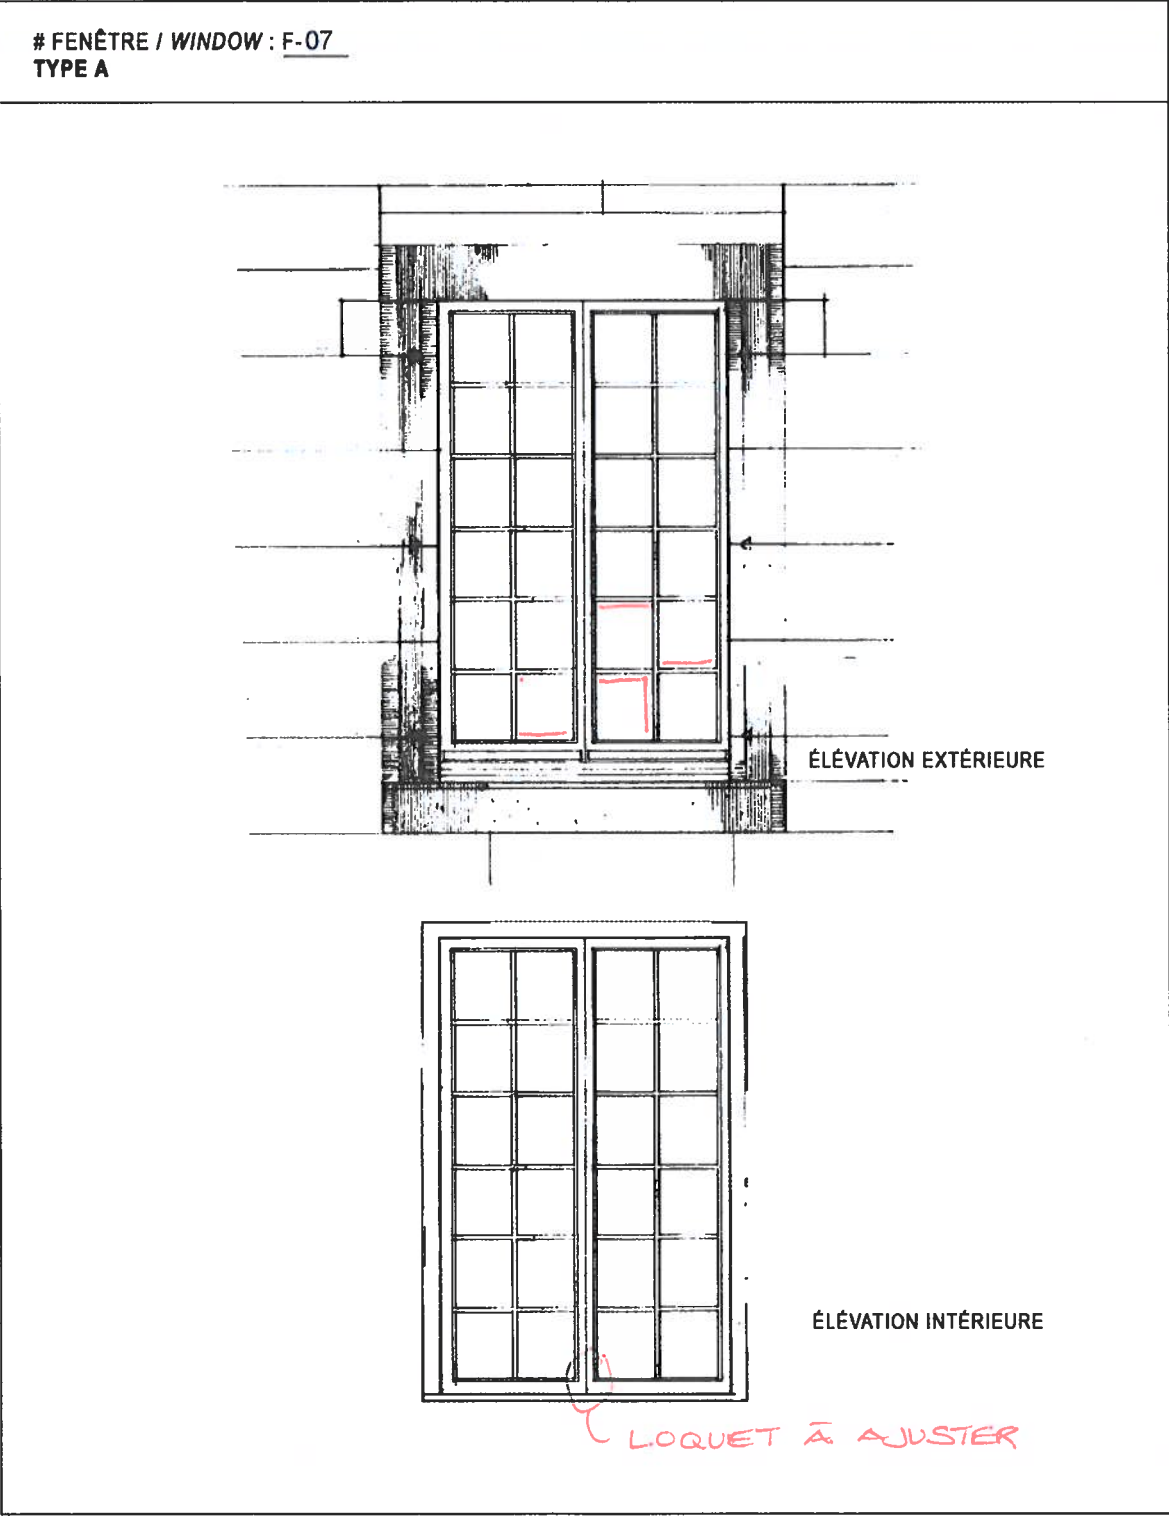 # FENÊTRE / WINDOW : F-07
TYPE A
ÉLÉVATION EXTÉRIEURE
ÉLÉVATION INTÉRIEURE
LOQUET À AJUSTER